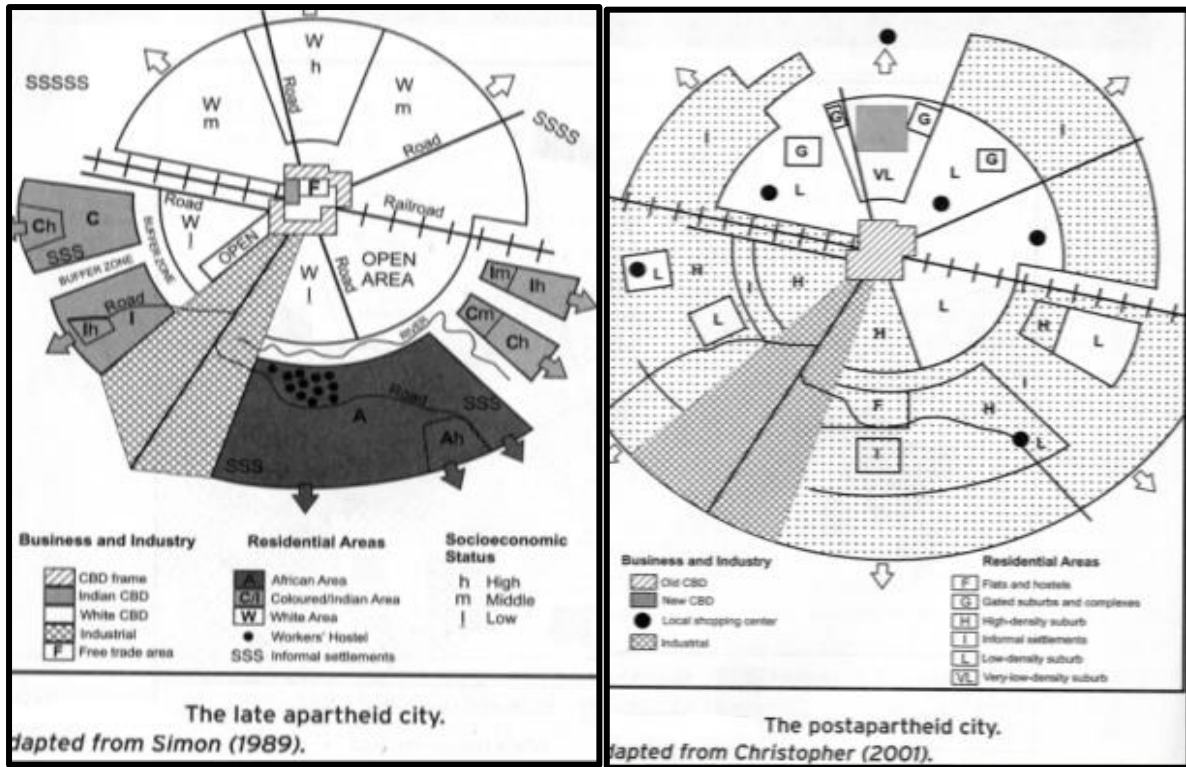 W
h
W
m
W
m
SSSSS
SSSS
Road
Road
F
Railroad
Road
W
l
OPEN
BUFFER ZONE
C
Ch
SSS
BUFFER ZONE
Road
I
Ih
W
l
Road
OPEN
AREA
RIVER
Im
Ih
Cm
Ch
A
Road
SSS
SSS
Ah
Business and Industry
CBD frame
Indian CBD
White CBD
Industrial
F Free trade area
Residential Areas
A African Area
C/I Coloured/Indian Area
W White Area
Workers' Hostel
SSS Informal settlements
Socioeconomic
Status
h High
m Middle
l Low
The late apartheid city.
dapted from Simon (1989).
I
G
G
G
G
L
VL
L
I
H
I
H
L
L
H
L
H
L
I
F
H
L
I
Business and Industry
Old CBD
New CBD
Local shopping center
Industrial
Residential Areas
F Flats and hostels
G Gated suburbs and complexes
H High-density suburb
I Informal settlements
L Low-density suburb
VL Very-low-density suburb
The postapartheid city.
dapted from Christopher (2001).